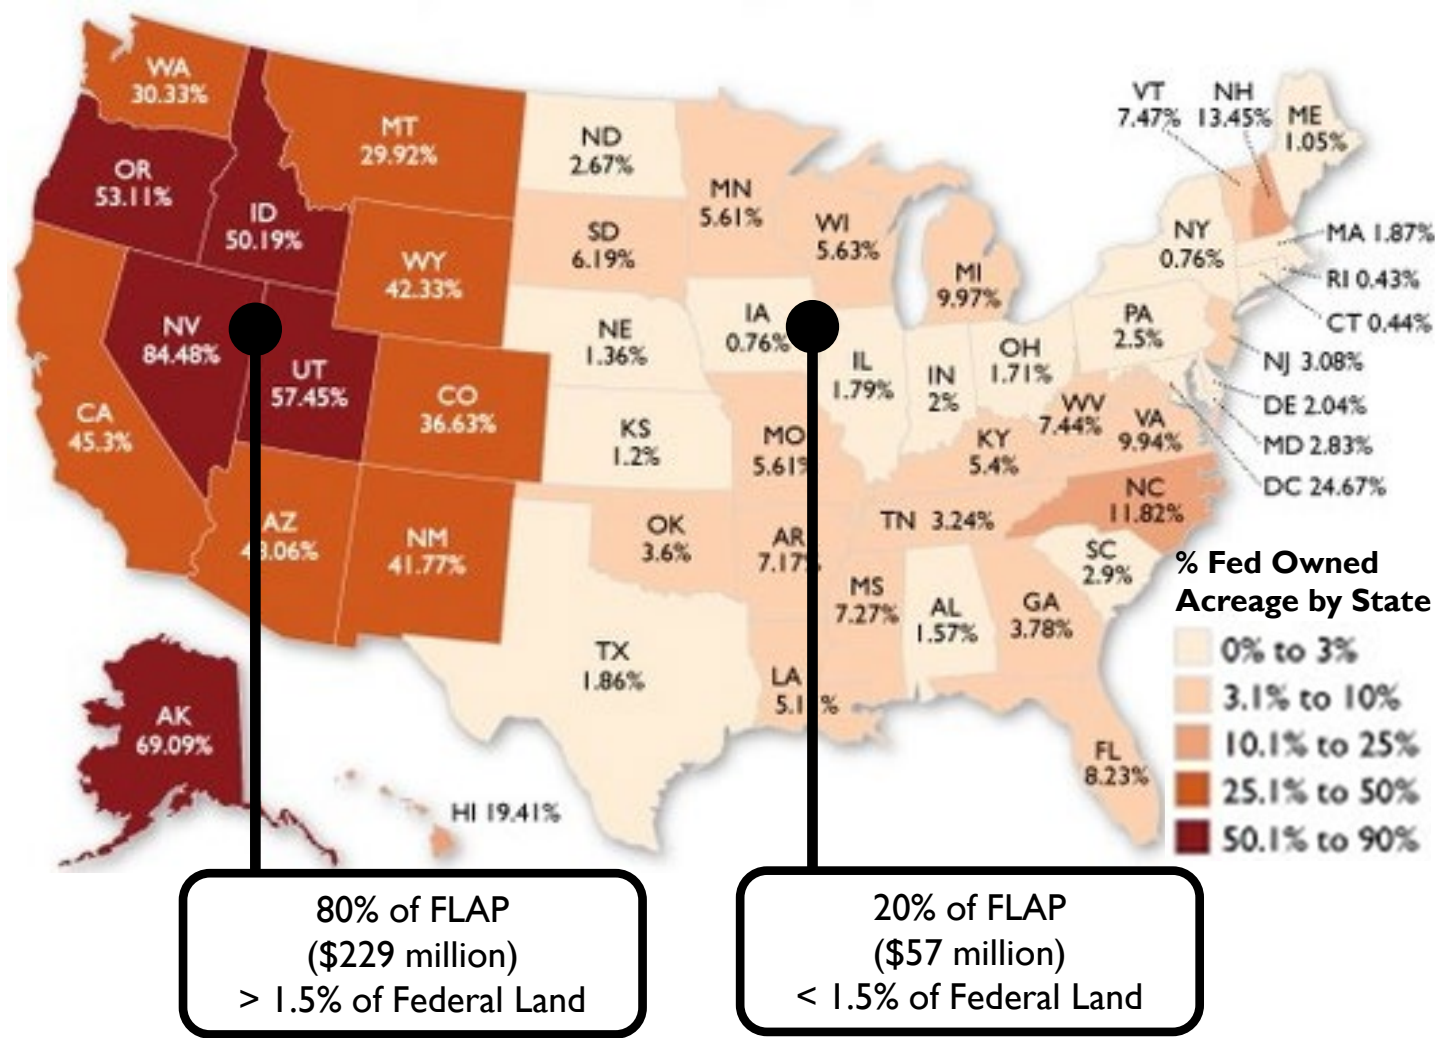 WA
30.33%
MT
29.92%
ND
2.67%
VT
7.47%
NH
13.45%
ME
1.05%
OR
53.11%
ID
50.19%
MN
5.61%
WI
5.63%
SD
6.19%
WY
42.33%
MI
9.97%
NY
0.76%
MA 1.87%
RI 0.43%
CT 0.44%
NV
84.48%
UT
57.45%
NE
1.36%
IA
0.76%
IL
1.79%
IN
2%
OH
1.71%
PA
2.5%
NJ 3.08%
DE 2.04%
MD 2.83%
DC 24.67%
CA
45.3%
CO
36.63%
KS
1.2%
MO
5.61%
KY
5.4%
WV
7.44%
VA
9.94%
NC
11.82%
AZ
NM
41.77%
OK
3.6%
AR
7.17%
TN 3.24%
SC
2.9%
MS
7.27%
AL
1.57%
GA
3.78%
TX
1.86%
LA
FL
8.23%
AK
69.09%
HI 19.41%
% Fed Owned
Acreage by State
0% to 3%
3.1% to 10%
10.1% to 25%
25.1% to 50%
50.1% to 90%
80% of FLAP
($229 million)
> 1.5% of Federal Land
20% of FLAP
($57 million)
< 1.5% of Federal Land